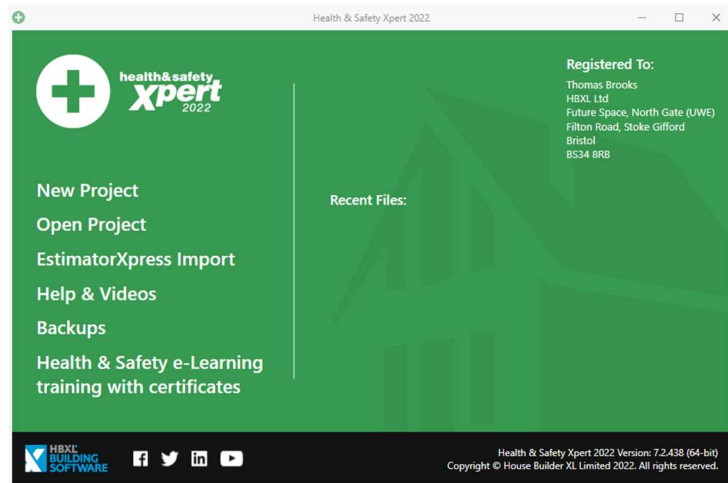 Health & Safety Xpert 2022
health&safety
xpert
2022
Registered To:
Thomas Brooks
HBXL Ltd
Future Space, North Gate (UWE)
Filton Road, Stoke Gifford
Bristol
BS34 8RB
New Project
Open Project
EstimatorXpress Import
Help & Videos
Backups
Health & Safety e-Learning
training with certificates
Recent Files:
HBXL
BUILDING
SOFTWARE
Health & Safety Xpert 2022 Version: 7.2.438 (64-bit)
Copyright © House Builder XL Limited 2022. All rights reserved.